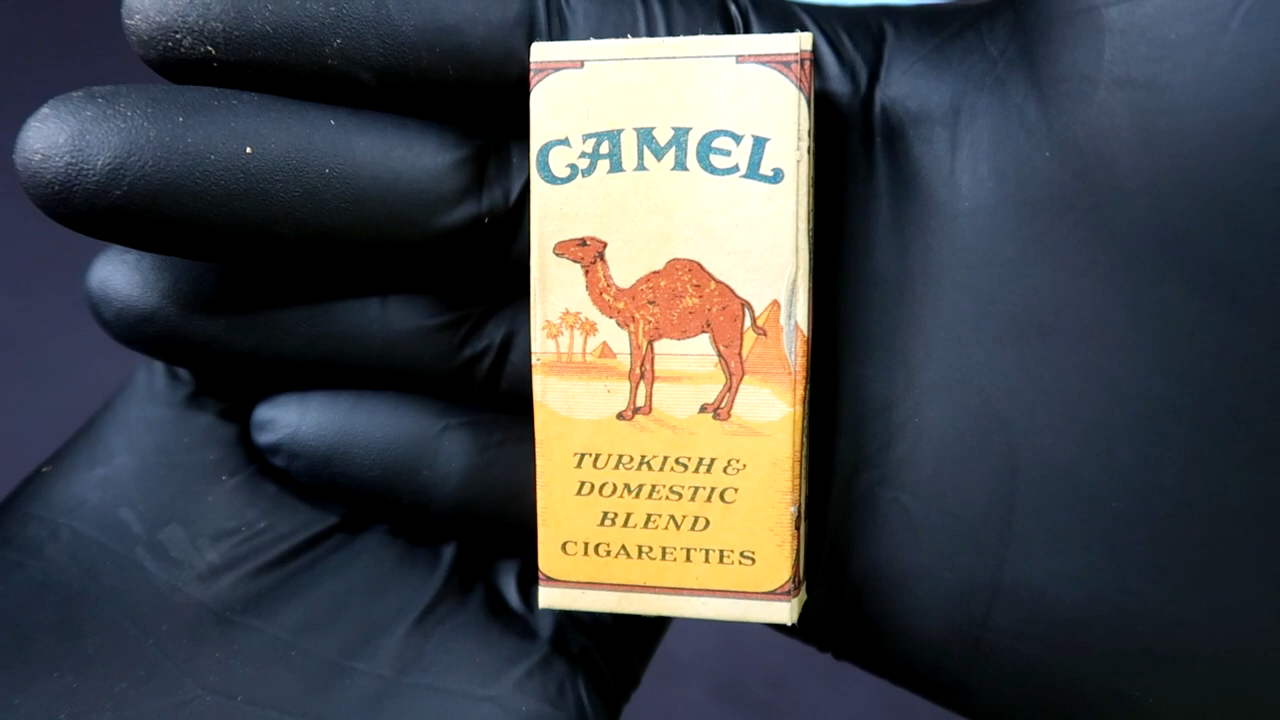 CAMEL
TURKISH &
DOMESTIC
BLEND
CIGARETTES